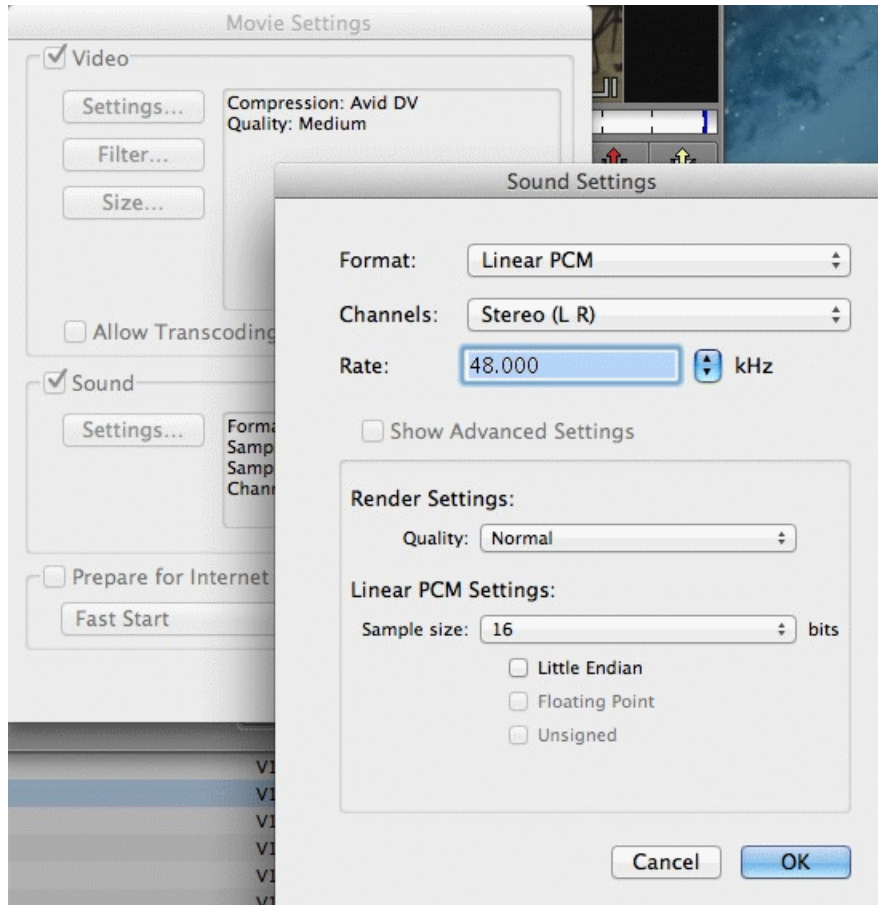 Movie Settings
Video
Settings...
Compression: Avid DV
Quality: Medium
Filter...
Size...
Allow Transcoding
Sound
Settings...
Prepare for Internet
Fast Start
Sound Settings
Format: Linear PCM
Channels: Stereo (L R)
Rate: 48.000 kHz
Show Advanced Settings
Render Settings:
Quality: Normal
Linear PCM Settings:
Sample size: 16 bits
Little Endian
Floating Point
Unsigned
Cancel OK
V1
V1
V1
V1
V1
V1